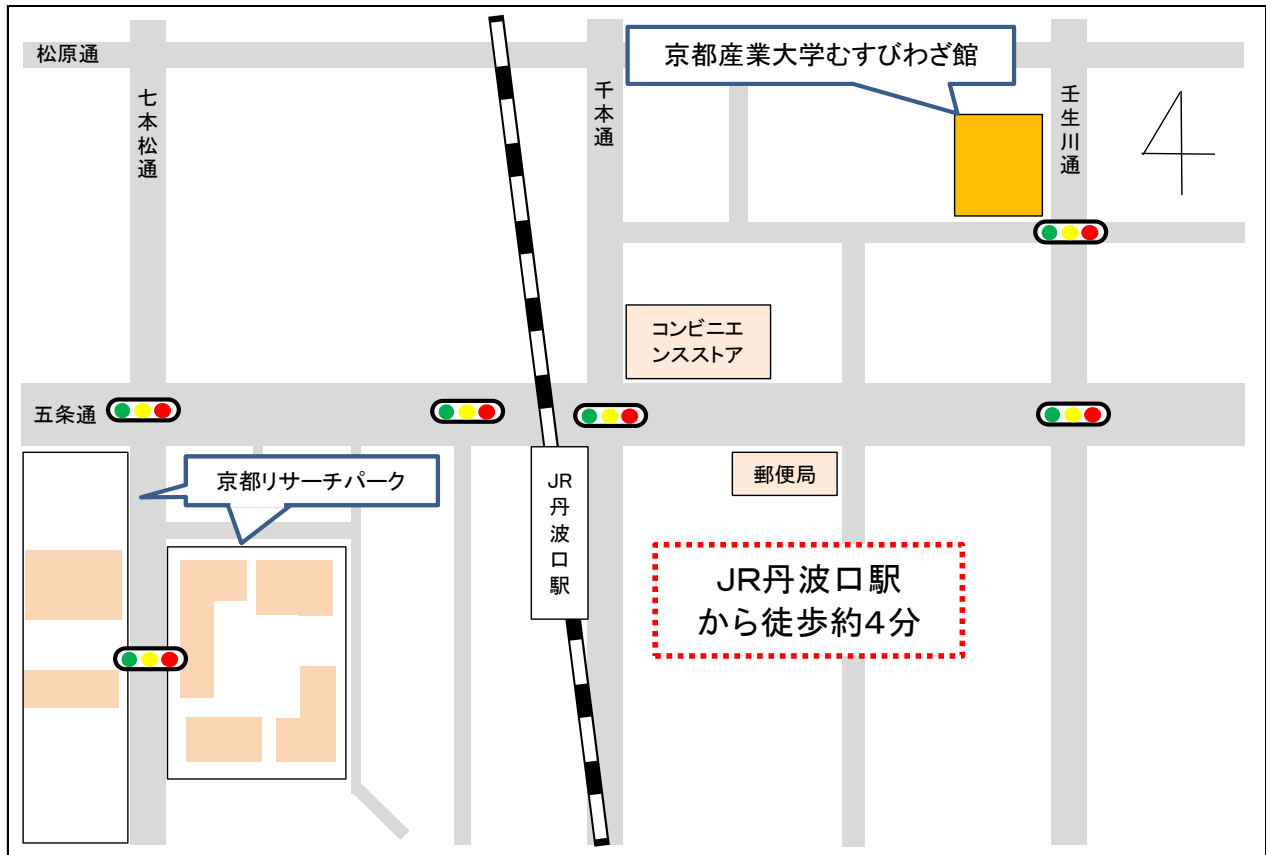 松原通
京都産業大学むすびわざ館
七本松通
千本通
壬生川通
コンビニエ
ンスストア
五条通
京都リサーチパーク
JR丹波口駅
郵便局
JR丹波口駅
から徒歩約4分